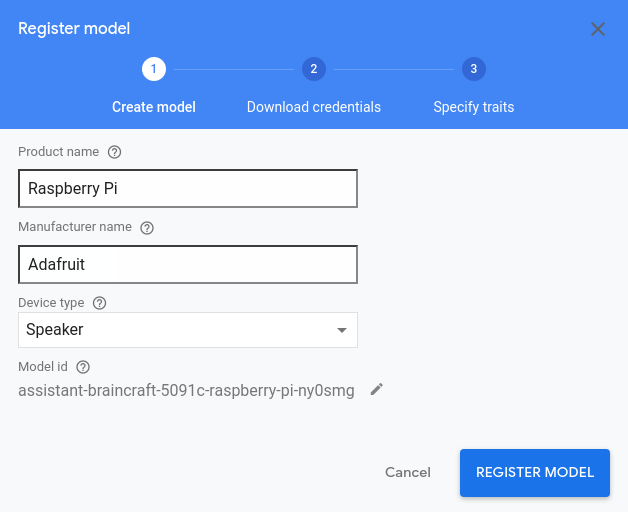 Register model
1 2 3
Create model Download credentials Specify traits
Product name
Raspberry Pi
Manufacturer name
Adafruit
Device type
Speaker
Model id
assistant-braincraft-5091c-raspberry-pi-ny0smg
Cancel REGISTER MODEL